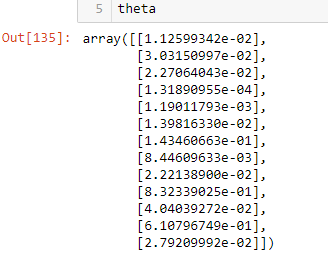 5 theta
Out[135]: array([[1.12599342e-02],
[3.03150997e-02],
[2.27064043e-02],
[1.31890955e-04],
[1.19011793e-03],
[1.39816330e-02],
[1.43460663e-01],
[8.44609633e-03],
[2.22138900e-02],
[8.32339025e-01],
[4.04039272e-02],
[6.10796749e-01],
[2.79209992e-02]])